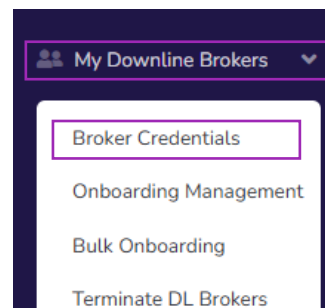 My Downline Brokers
Broker Credentials
Onboarding Management
Bulk Onboarding
Terminate DL Brokers